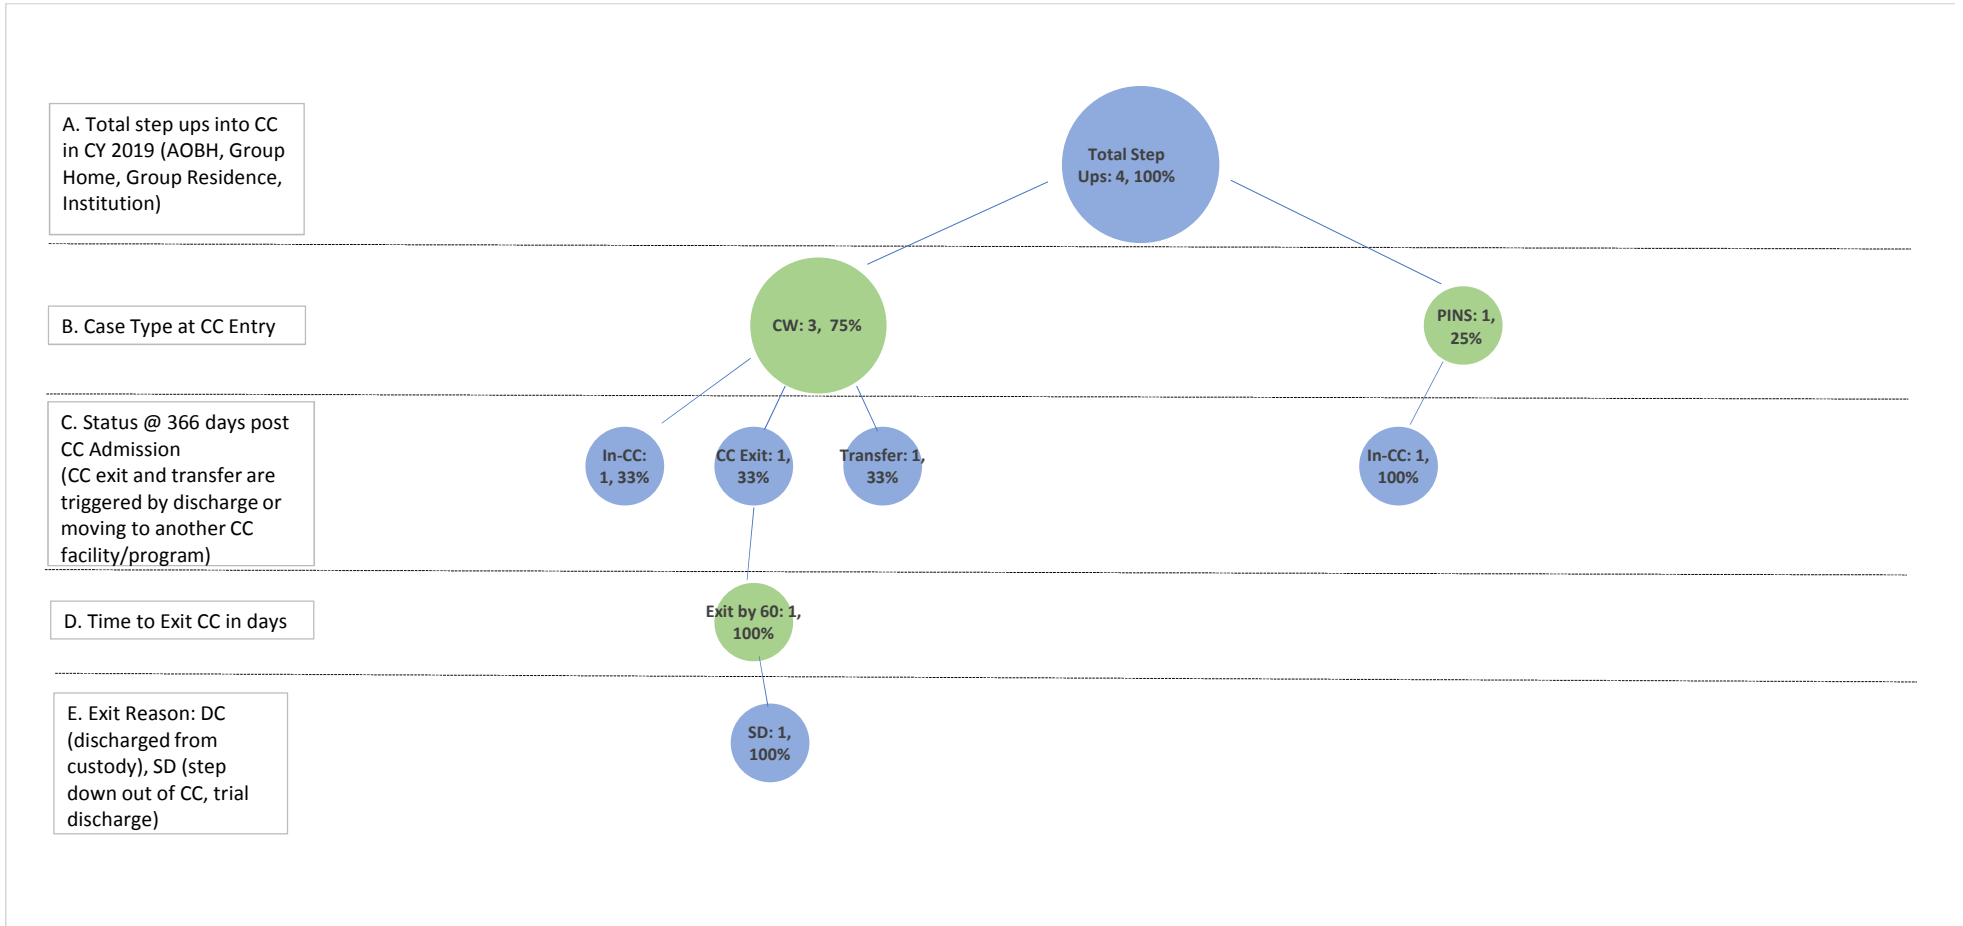 A. Total step ups into CC
in CY 2019 (AOBH, Group
Home, Group Residence,
Institution)
Total Step
Ups: 4, 100%
B. Case Type at CC Entry
CW: 3, 75%
PINS: 1,
25%
C. Status @ 366 days post
CC Admission
(CC exit and transfer are
triggered by discharge or
moving to another CC
facility/program)
In-CC:
1, 33%
CC Exit: 1,
33%
Transfer: 1,
33%
In-CC: 1,
100%
D. Time to Exit CC in days
Exit by 60: 1,
100%
E. Exit Reason: DC
(discharged from
custody), SD (step
down out of CC, trial
discharge)
SD: 1,
100%